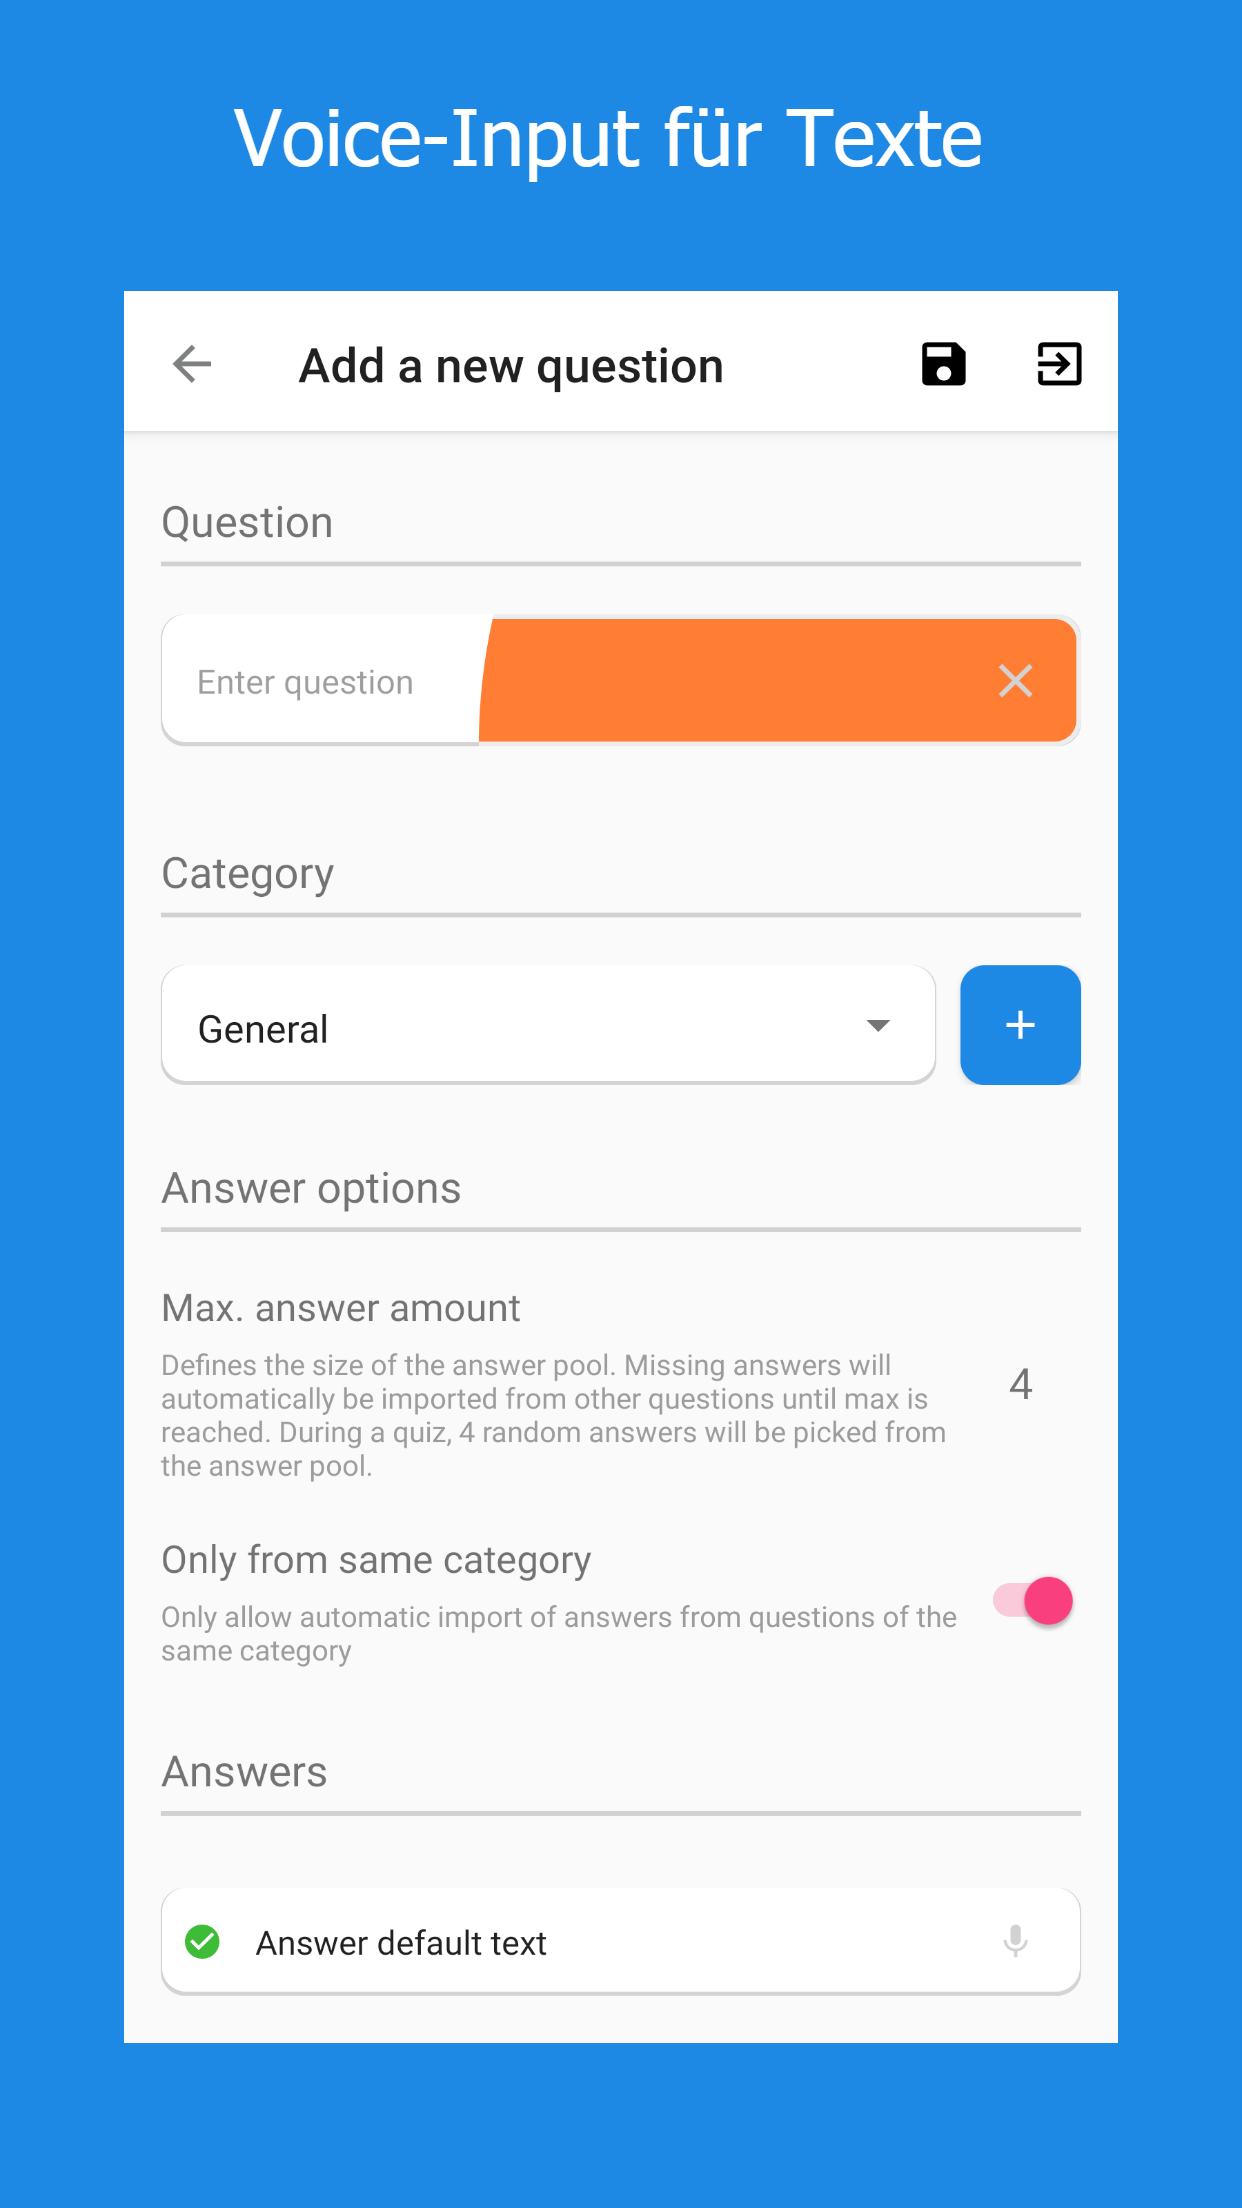 Voice-Input für Texte
Add a new question
Question
Enter question
Category
General
Answer options
Max. answer amount
Defines the size of the answer pool. Missing answers will
automatically be imported from other questions until max is
reached. During a quiz, 4 random answers will be picked from
the answer pool.
4
Only from same category
Only allow automatic import of answers from questions of the
same category
Answers
Answer default text